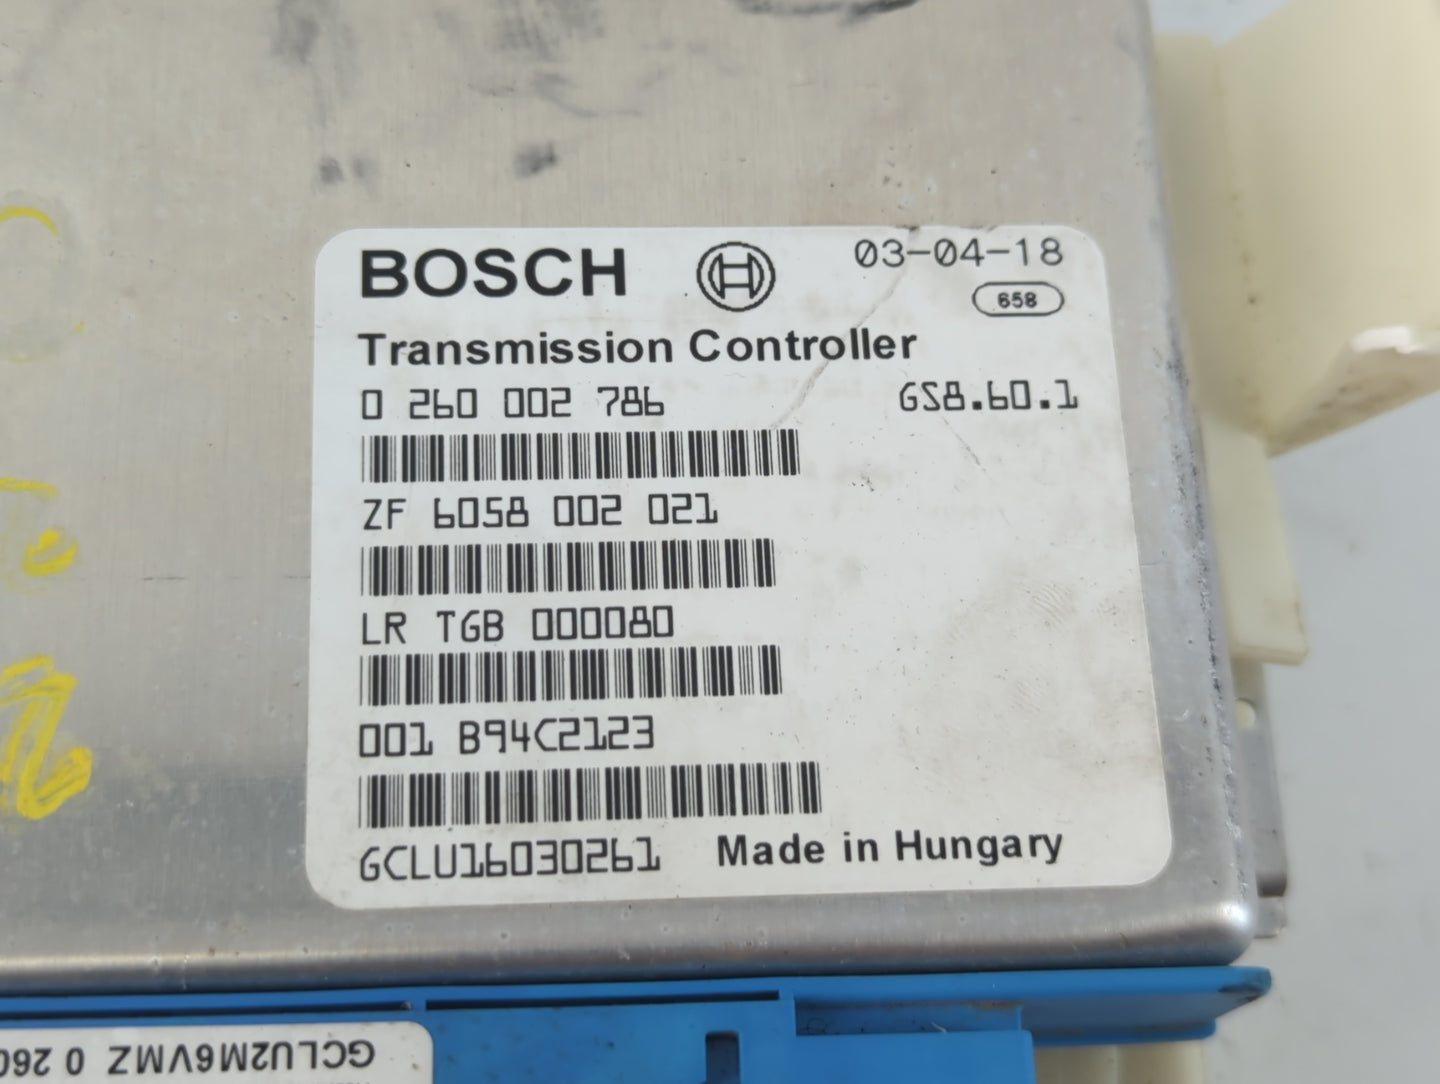 BOSCH 03-04-18
658
Transmission Controller
0 260 002 786 GS8.60.1
ZF 6058 002 021
LR TGB 000080
001 B94C2123
GCLU16030261 Made in Hungary
GCLU2M6VMZ 0 260